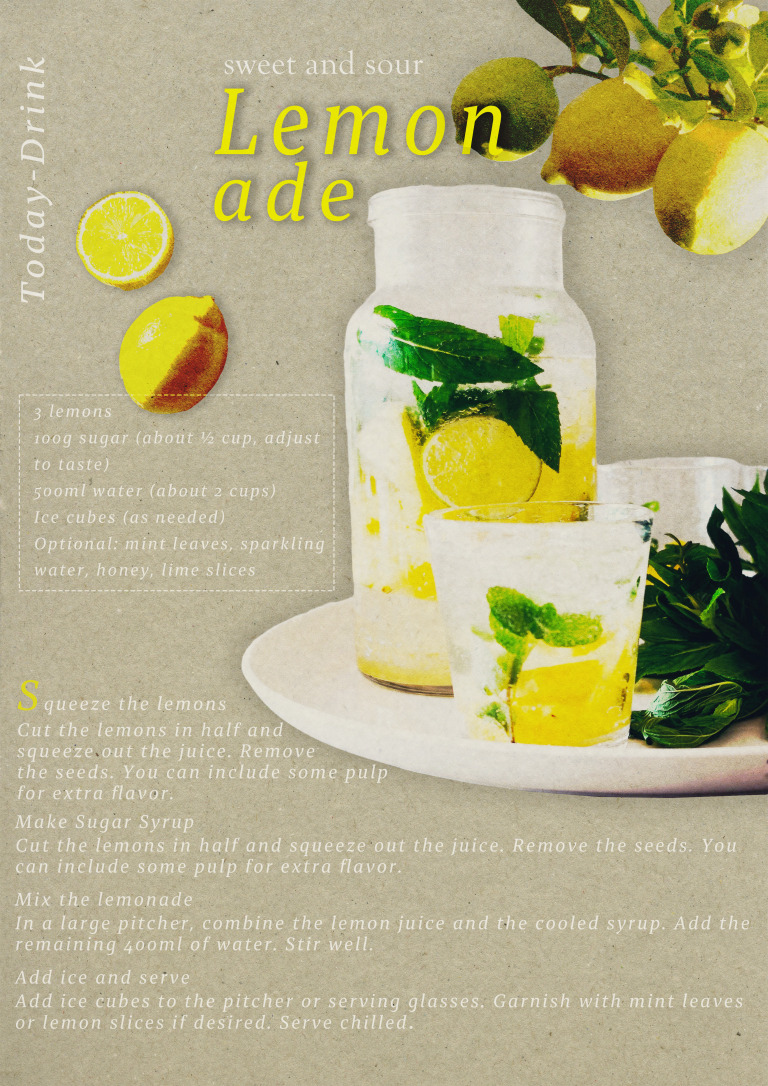 Today-Drink
sweet and sour
Lemon
ade
3 lemons
100g sugar (about ½ cup, adjust
to taste)
500ml water (about 2 cups)
Ice cubes (as needed)
Optional: mint leaves, sparkling
water, honey, lime slices
Squeeze the lemons
Cut the lemons in half and
squeeze out the juice. Remove
the seeds. You can include some pulp
for extra flavor.
Make Sugar Syrup
Cut the lemons in half and squeeze out the juice. Remove the seeds. You
can include some pulp for extra flavor.
Mix the lemonade
In a large pitcher, combine the lemon juice and the cooled syrup. Add the
remaining 400ml of water. Stir well.
Add ice and serve
Add ice cubes to the pitcher or serving glasses. Garnish with mint leaves
or lemon slices if desired. Serve chilled.